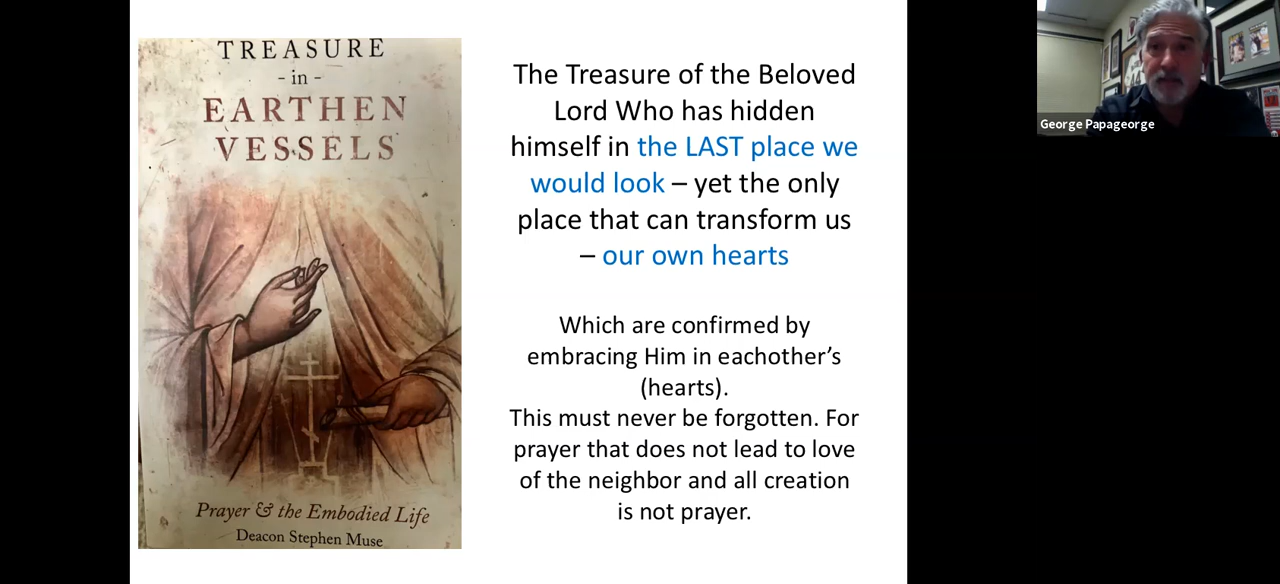 TREASURE
- in -
EARTHEN
VESSELS
Prayer & the Embodied Life
Deacon Stephen Muse
The Treasure of the Beloved
Lord Who has hidden
himself in the LAST place we
would look – yet the only
place that can transform us
– our own hearts
Which are confirmed by
embracing Him in eachother’s
(hearts).
This must never be forgotten. For
prayer that does not lead to love
of the neighbor and all creation
is not prayer.
George Papageorge